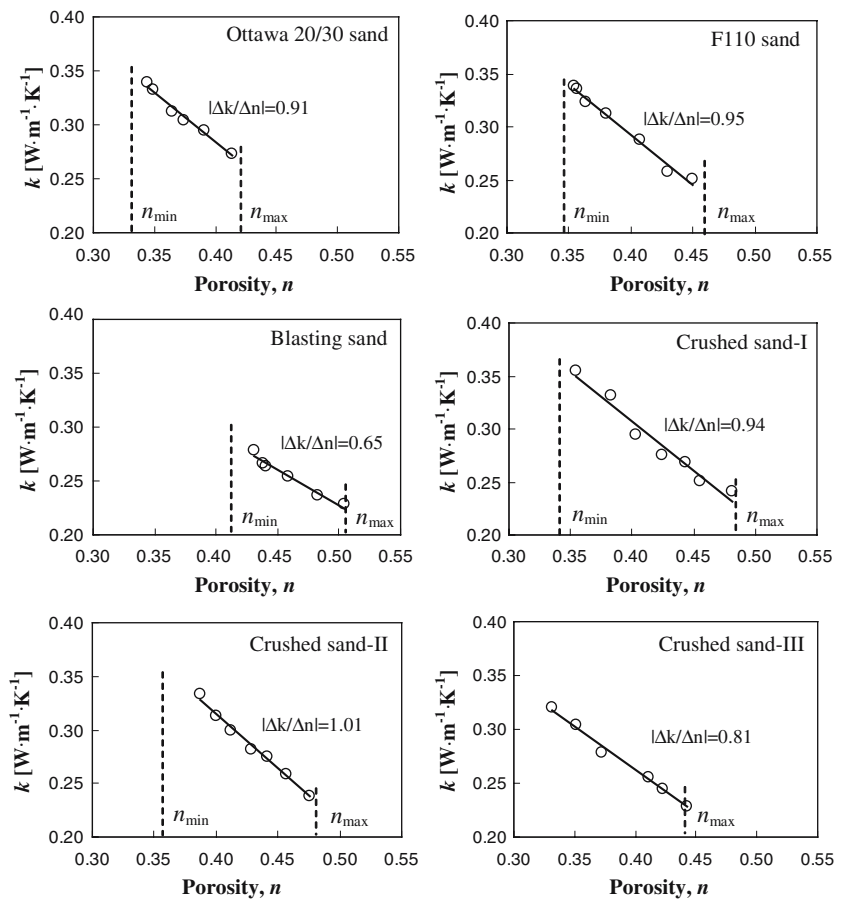 Ottawa 20/30 sand
k [W·m⁻¹·K⁻¹]
0.40
0.35
0.30
0.25
0.20
|Δk/Δn|=0.91
n_min
n_max
0.30 0.35 0.40 0.45 0.50 0.55
Porosity, n
F110 sand
k [W·m⁻¹·K⁻¹]
0.40
0.35
0.30
0.25
0.20
|Δk/Δn|=0.95
n_min
n_max
0.30 0.35 0.40 0.45 0.50 0.55
Porosity, n
Blasting sand
k [W·m⁻¹·K⁻¹]
0.40
0.35
0.30
0.25
0.20
|Δk/Δn|=0.65
n_min
n_max
0.30 0.35 0.40 0.45 0.50 0.55
Porosity, n
Crushed sand-I
k [W·m⁻¹·K⁻¹]
0.40
0.35
0.30
0.25
0.20
|Δk/Δn|=0.94
n_min
n_max
0.30 0.35 0.40 0.45 0.50 0.55
Porosity, n
Crushed sand-II
k [W·m⁻¹·K⁻¹]
0.40
0.35
0.30
0.25
0.20
|Δk/Δn|=1.01
n_min
n_max
0.30 0.35 0.40 0.45 0.50 0.55
Porosity, n
Crushed sand-III
k [W·m⁻¹·K⁻¹]
0.40
0.35
0.30
0.25
0.20
|Δk/Δn|=0.81
n_max
0.30 0.35 0.40 0.45 0.50 0.55
Porosity, n